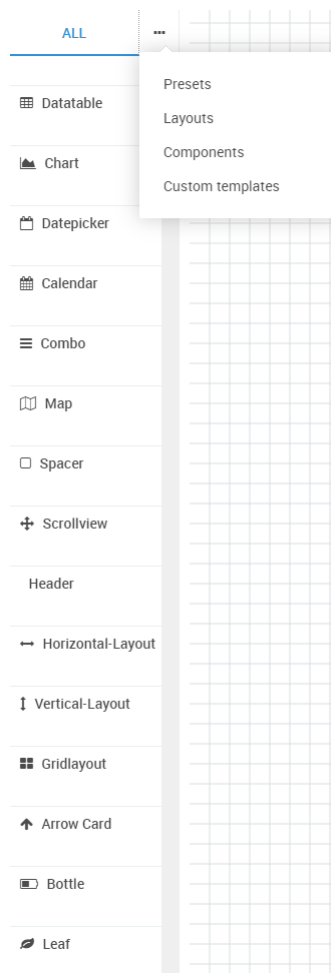 ALL
Presets
Layouts
Components
Custom templates
Datatable
Chart
Datepicker
Calendar
Combo
Map
Spacer
Scrollview
Header
Horizontal-Layout
Vertical-Layout
Gridlayout
Arrow Card
Bottle
Leaf